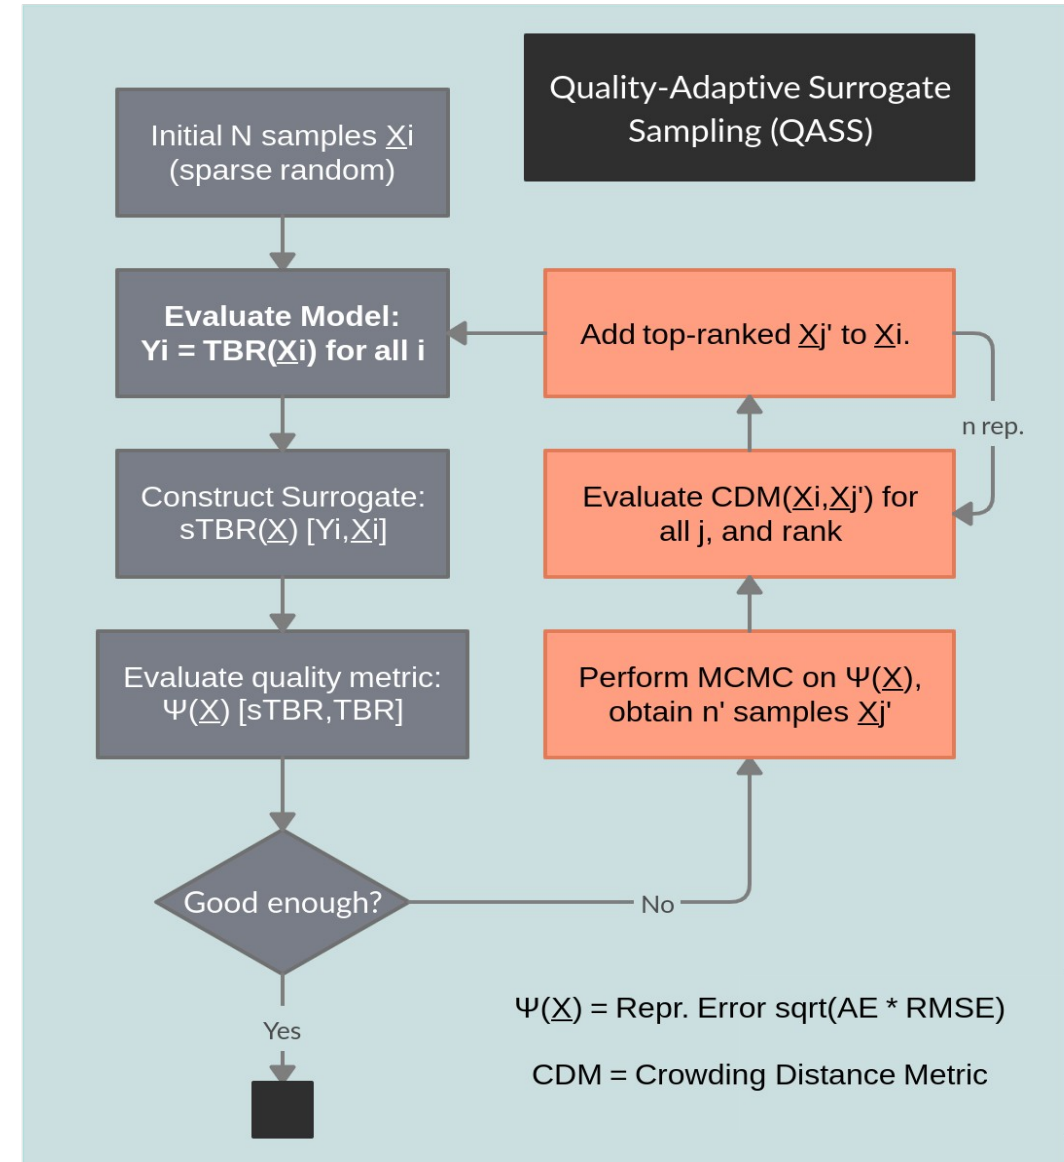 Quality-Adaptive Surrogate
Sampling (QASS)
Initial N samples Xi
(sparse random)
Evaluate Model:
Yi = TBR(Xi) for all i
Construct Surrogate:
sTBR(X) [Yi,Xi]
Evaluate quality metric:
Ψ(X) [sTBR,TBR]
Good enough?
Yes
No
Perform MCMC on Ψ(X),
obtain n' samples Xj'
Evaluate CDM(Xi,Xj') for
all j, and rank
Add top-ranked Xj' to Xi.
n rep.
Ψ(X) = Repr. Error sqrt(AE * RMSE)
CDM = Crowding Distance Metric